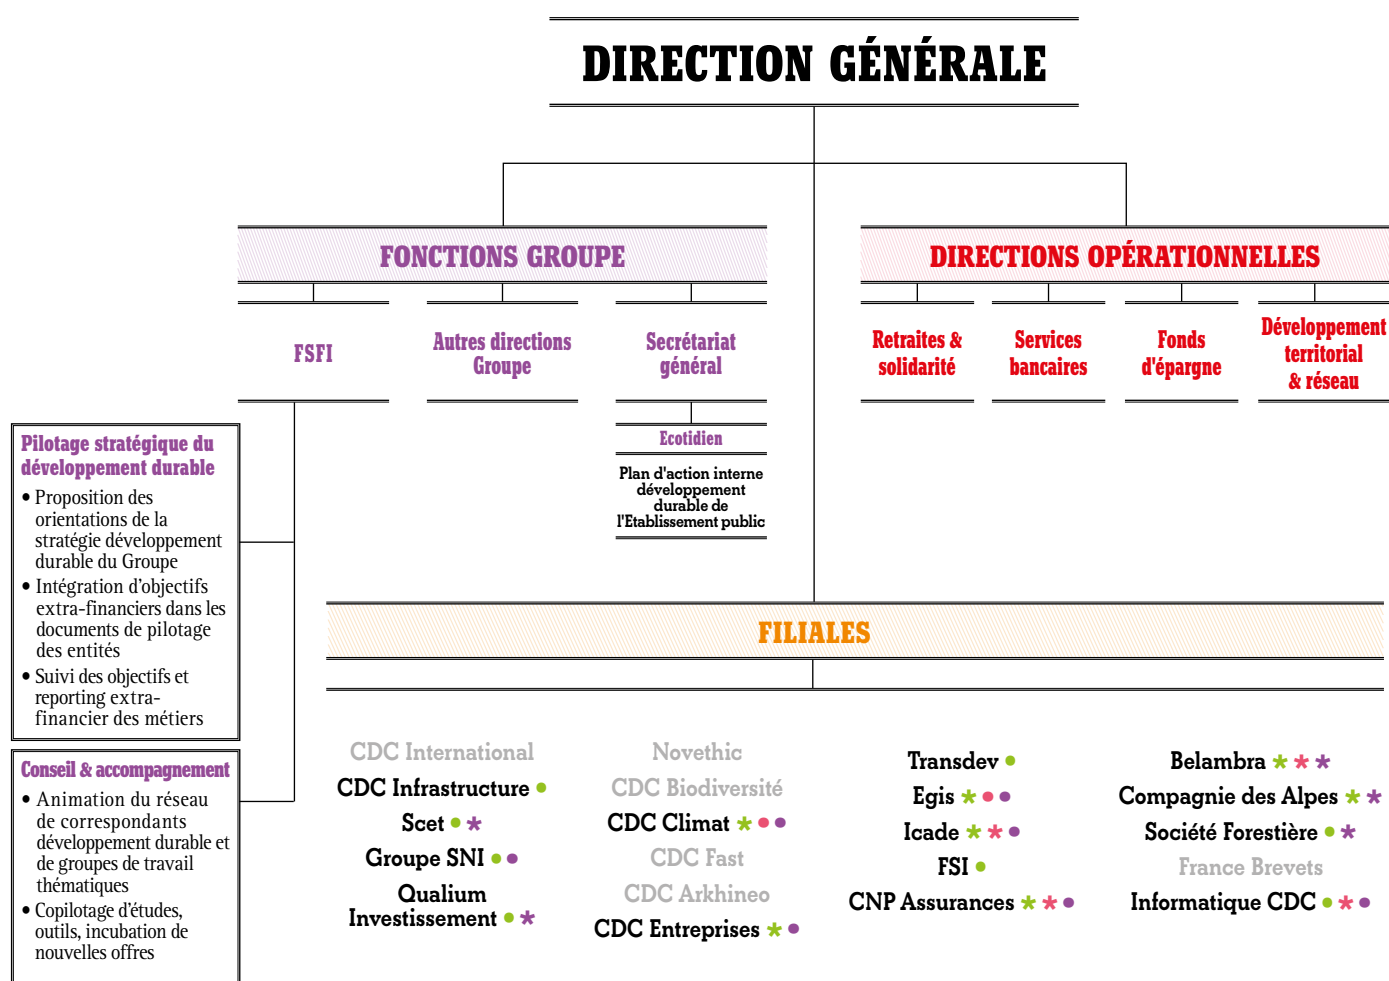 DIRECTION GÉNÉRALE
FONCTIONS GROUPE
DIRECTIONS OPÉRATIONNELLES
FSFI
Autres directions
Groupe
Secrétariat
général
Retraites &
solidarité
Services
bancaires
Fonds
d'épargne
Développement
territorial
& réseau
Ecotidien
Plan d'action interne
développement
durable de
l'Etablissement public
Pilotage stratégique du
développement durable
• Proposition des
orientations de la
stratégie développement
durable du Groupe
• Intégration d’objectifs
extra-financiers dans les
documents de pilotage
des entités
• Suivi des objectifs et
reporting extra-
financier des métiers
Conseil & accompagnement
• Animation du réseau
de correspondants
développement durable et
de groupes de travail
thématiques
• Copilotage d’études,
outils, incubation de
nouvelles offres
FILIALES
CDC International
CDC Infrastructure •
Scet • *
Groupe SNI • •
Qualium
Investissement • *
Novethic
CDC Biodiversité
CDC Climat * • •
CDC Fast
CDC Arkhineo
CDC Entreprises * •
Transdev •
Egis * • •
Icade * * •
FSI •
CNP Assurances * * •
Belambra * * *
Compagnie des Alpes * *
Société Forestière • *
France Brevets
Informatique CDC • * •